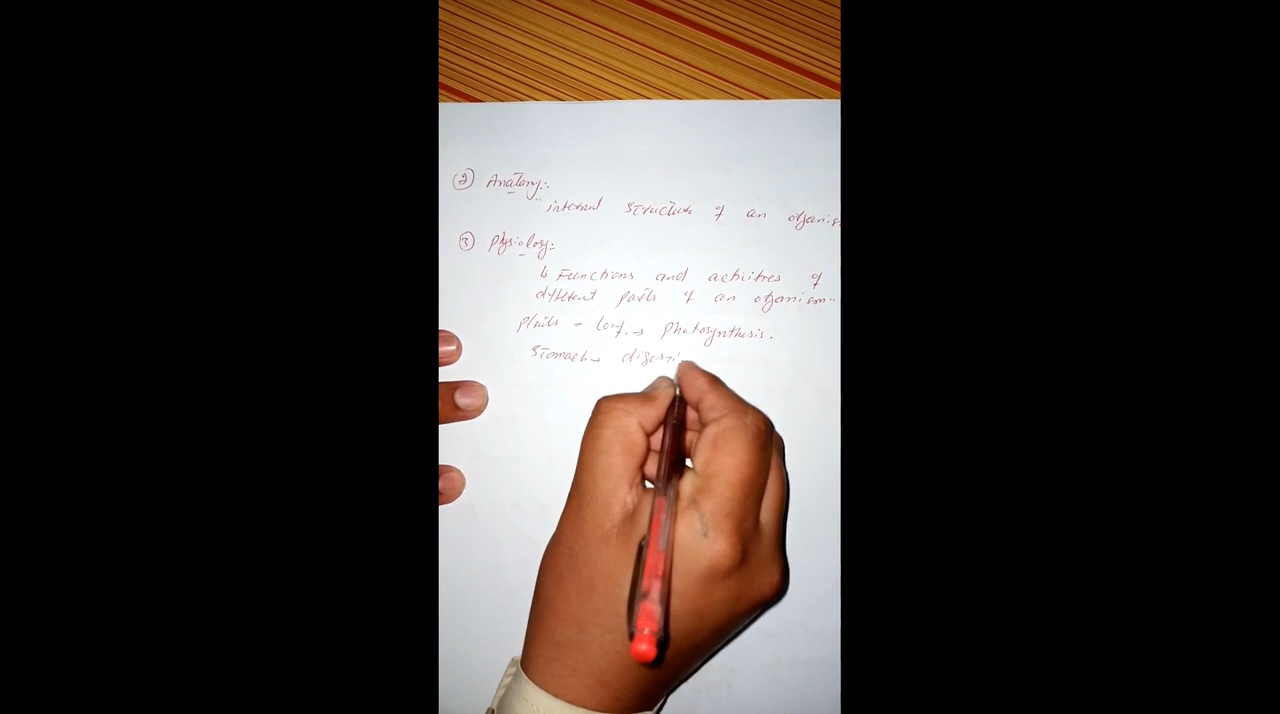 ② Anatomy:-
internal structure of an organis
③ Physiology:-
↳ Functions and activities of
different parts of an organism..
Plants - Leaf → Photosynthesis.
Stomach → digesti